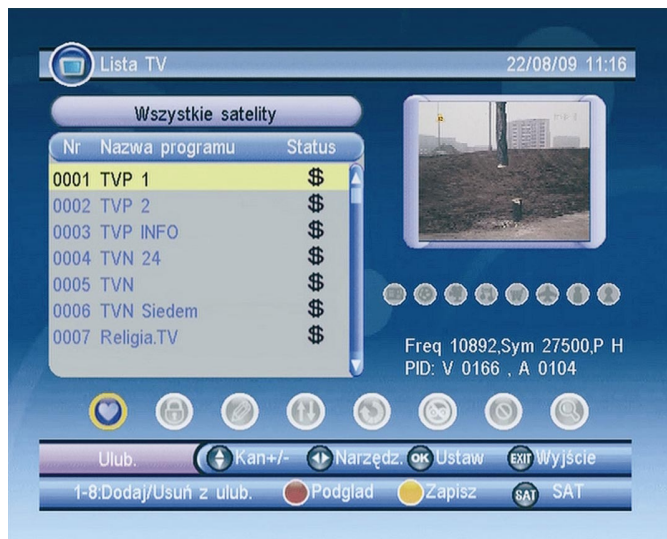 Lista TV
22/08/09 11:16
Wszystkie satelity
Nr Nazwa programu Status
0001 TVP 1 $
0002 TVP 2 $
0003 TVP INFO $
0004 TVN 24 $
0005 TVN $
0006 TVN Siedem $
0007 Religia.TV $
Freq 10892,Sym 27500,P H
PID: V 0166 , A 0104
Ulub. Kan+/- Narzędz. OK Ustaw EXIT Wyjście
1-8:Dodaj/Usuń z ulub. Podglad Zapisz SAT SAT